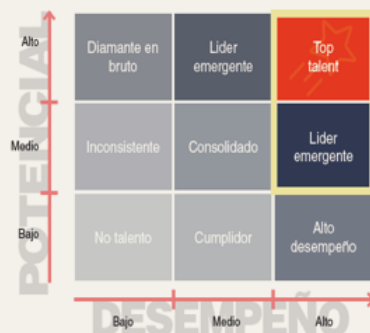 POTENCIAL
Alto
Diamante en
bruto
Lider
emergente
Top
talent
Medio
Inconsistente
Consolidado
Lider
emergente
Bajo
No talento
Cumplidor
Alto
desempeño
Bajo
Medio
Alto
DESEMPEÑO